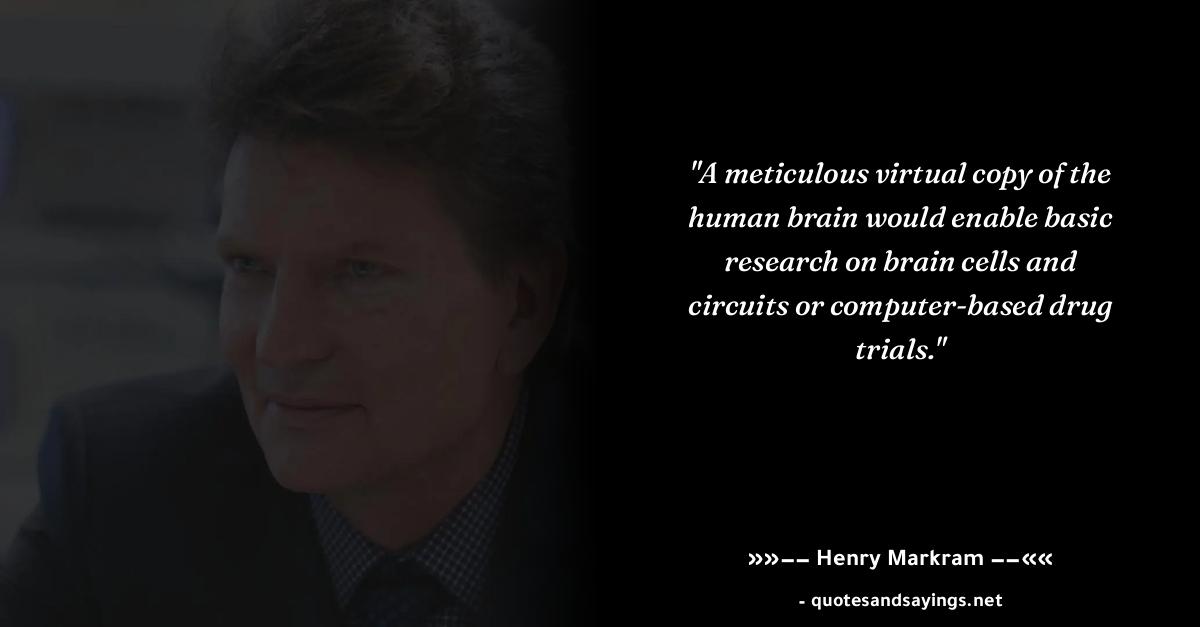 "A meticulous virtual copy of the
human brain would enable basic
research on brain cells and
circuits or computer-based drug
trials."
»»−− Henry Markram −−««
- quotesandsayings.net